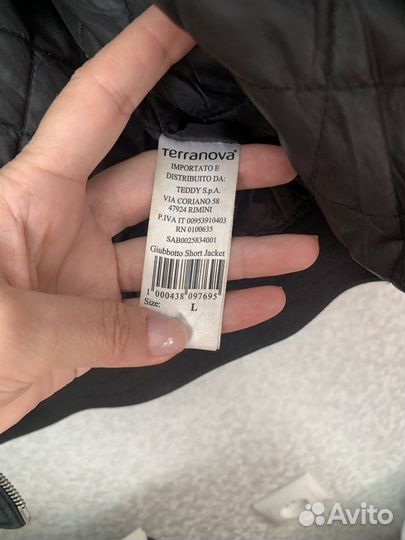 Terranova
IMPORTATO E
DISTRIBUITO DA:
TEDDY S.p.A.
VIA CORIANO 58
47924 RIMINI
P.IVA IT 00953910403
RN 0100635
SAB0025834001
Giubbotto Short Jacket
1 000438 097695
Size: L
Avito